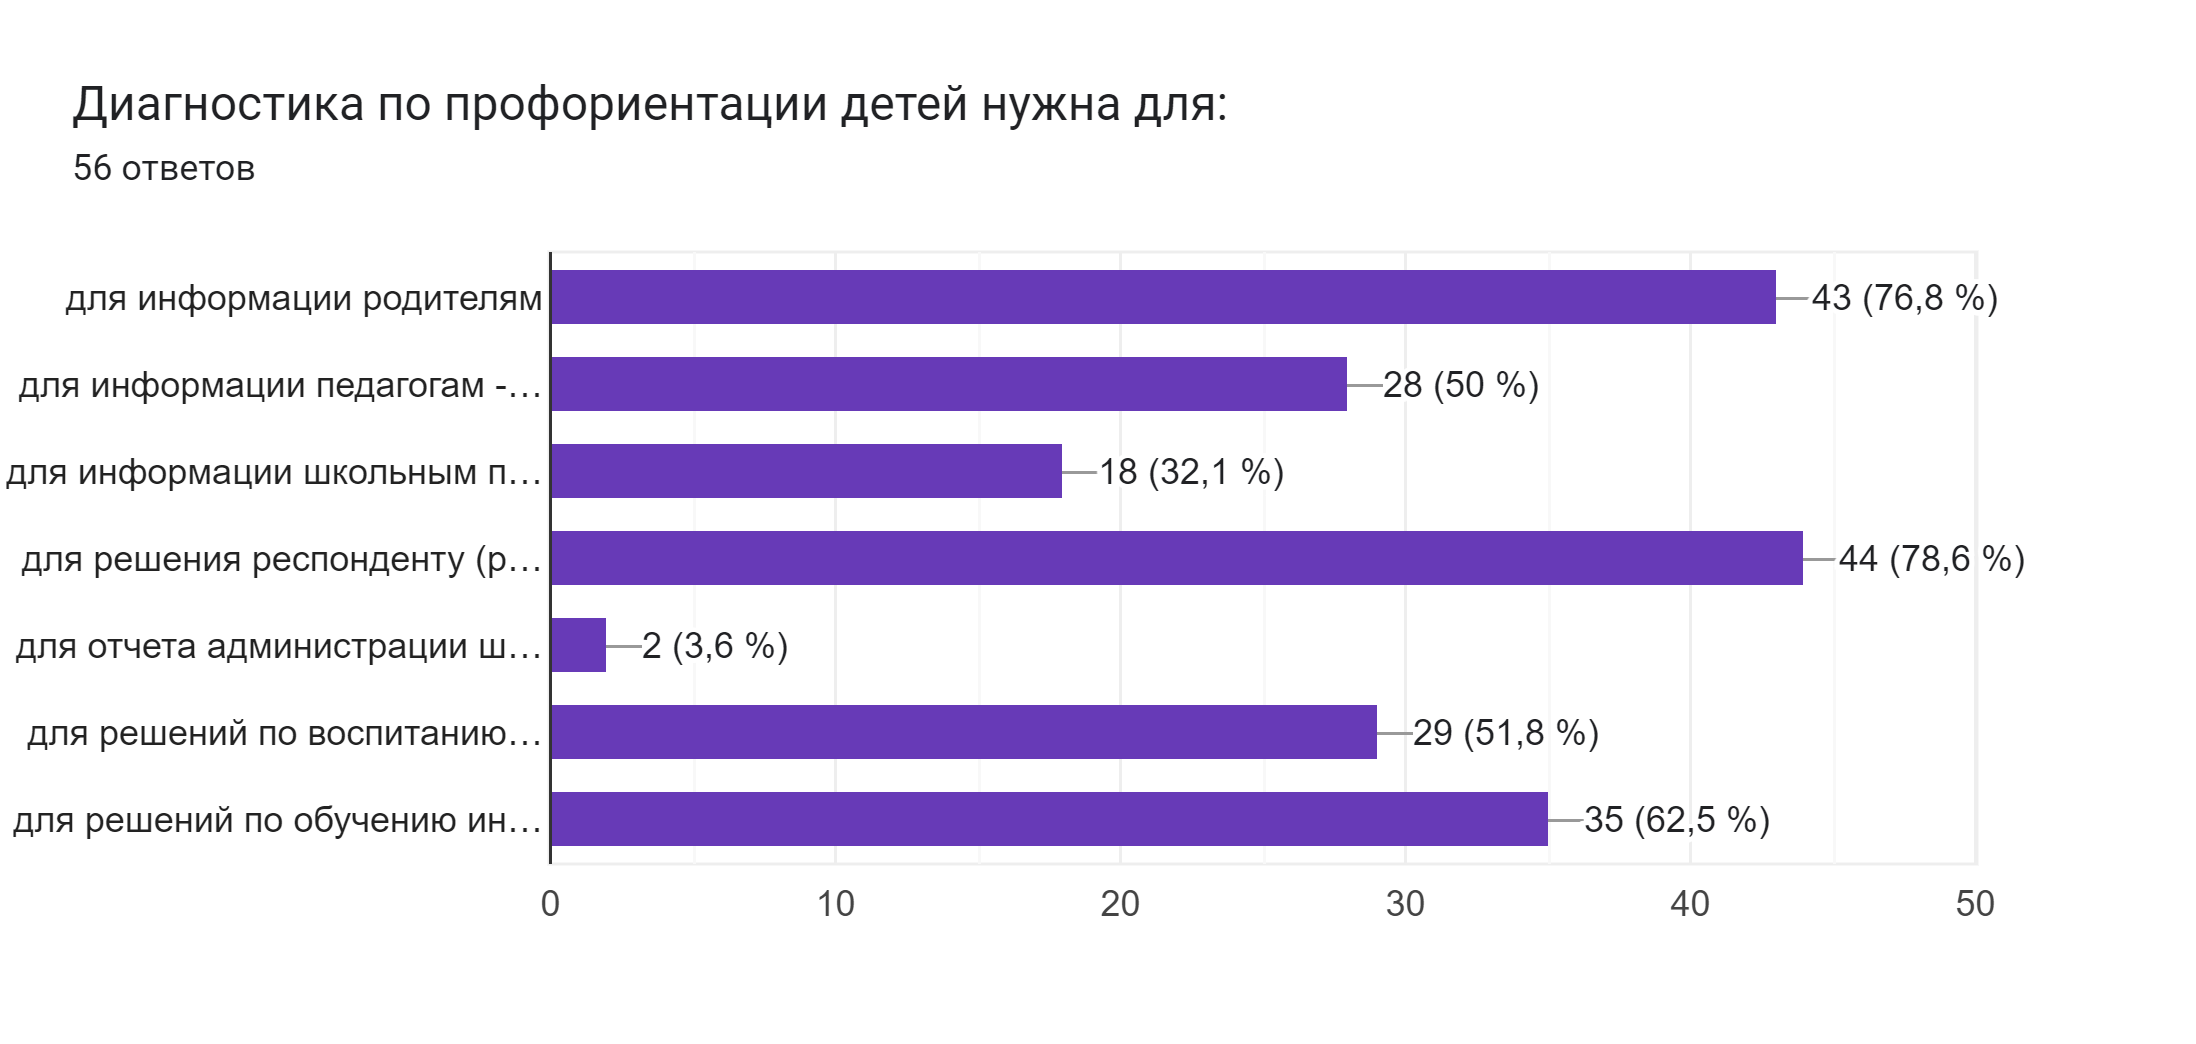 Диагностика по профориентации детей нужна для:
56 ответов
для информации родителям 43 (76,8 %)
для информации педагогам -… 28 (50 %)
для информации школьным п… 18 (32,1 %)
для решения респонденту (р… 44 (78,6 %)
для отчета администрации ш… 2 (3,6 %)
для решений по воспитанию… 29 (51,8 %)
для решений по обучению ин… 35 (62,5 %)
0 10 20 30 40 50